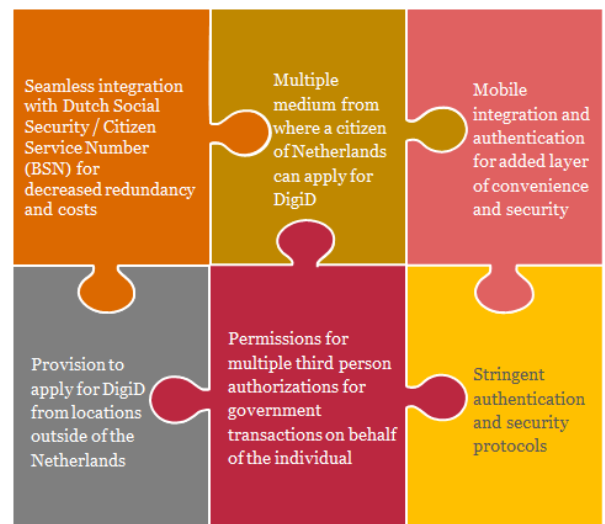 Seamless integration
with Dutch Social
Security / Citizen
Service Number
(BSN) for
decreased redundancy
and costs
Multiple
medium from
where a citizen
of Netherlands
can apply for
DigiD
Mobile
integration and
authentication
for added layer
of convenience
and security
Provision to
apply for DigiD
from locations
outside of the
Netherlands
Permissions for
multiple third person
authorizations for
government
transactions on behalf
of the individual
Stringent
authentication
and security
protocols